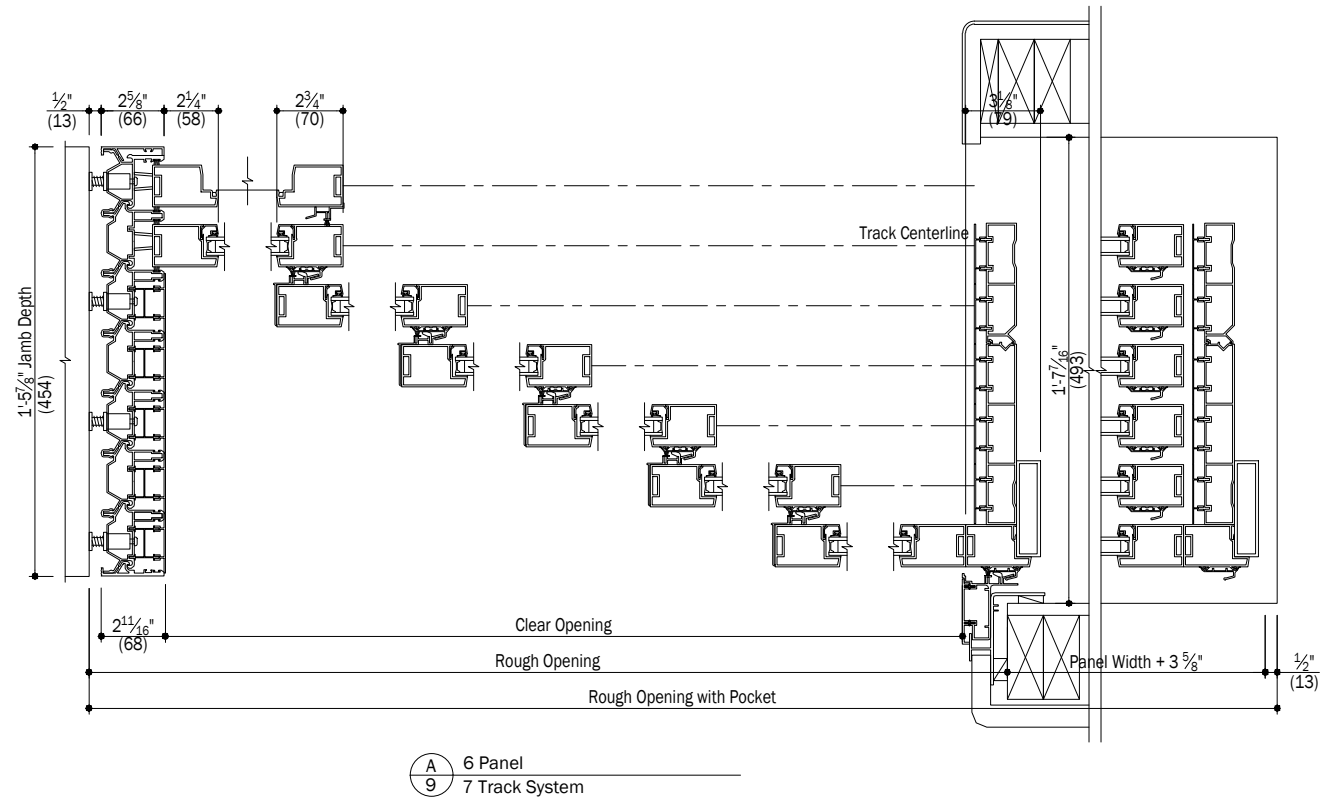 ½" 2⅝" 2¼" 2¾" 3⅛"
(13) (66) (58) (70) (79)
Track Centerline
1'-5⅞" Jamb Depth
(454)
1'-7⁷⁄₁₆"
(493)
2¹¹⁄₁₆"
(68)
Clear Opening
Rough Opening
Panel Width + 3 ⅝"
½"
(13)
Rough Opening with Pocket
A 6 Panel
9 7 Track System